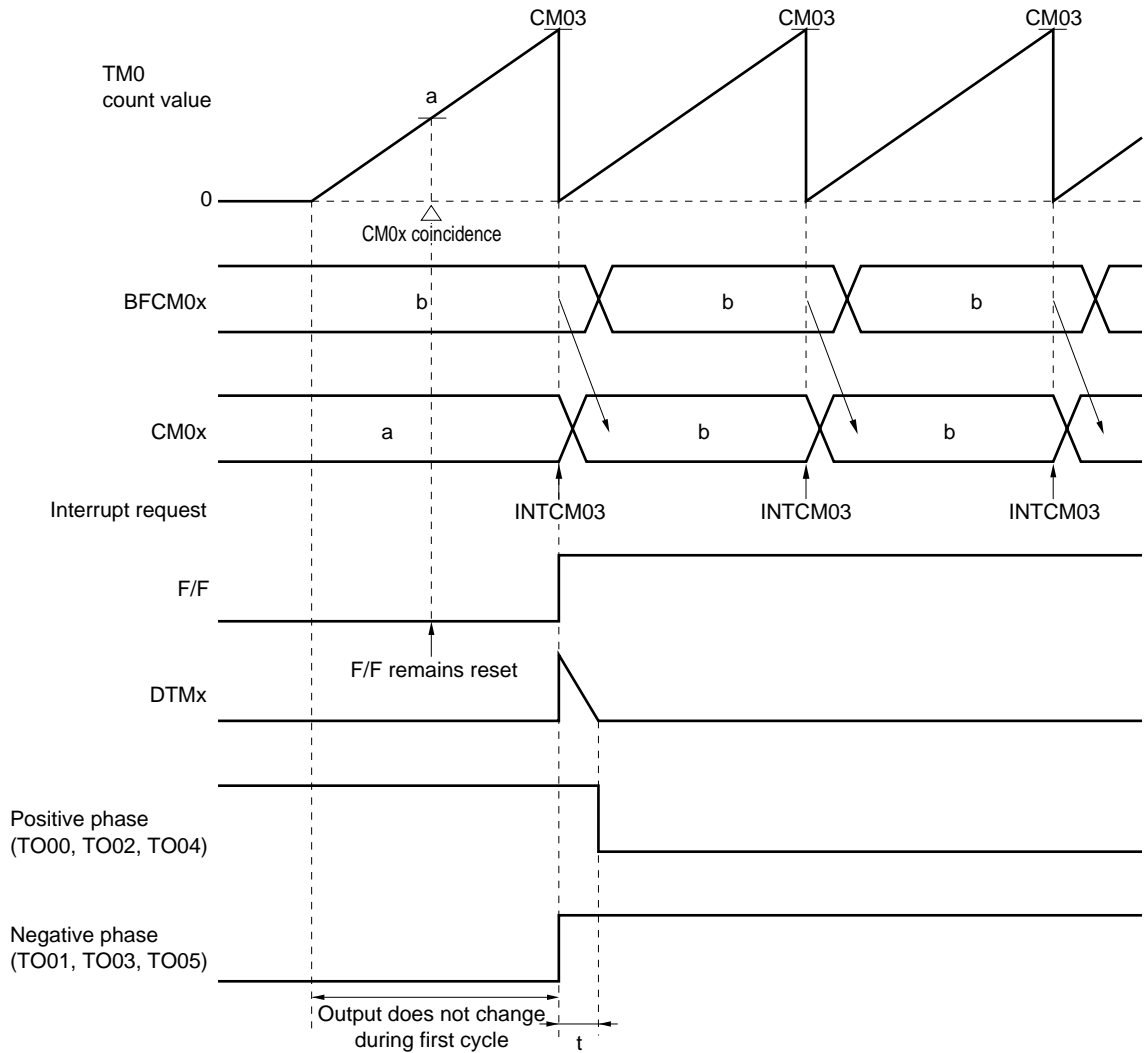 CM03 CM03 CM03
TM0
count value
a
0
CM0x coincidence
BFCM0x b b b
CM0x a b b
Interrupt request INTCM03 INTCM03 INTCM03
F/F
F/F remains reset
DTMx
Positive phase
(TO00, TO02, TO04)
Negative phase
(TO01, TO03, TO05)
Output does not change
during first cycle
t